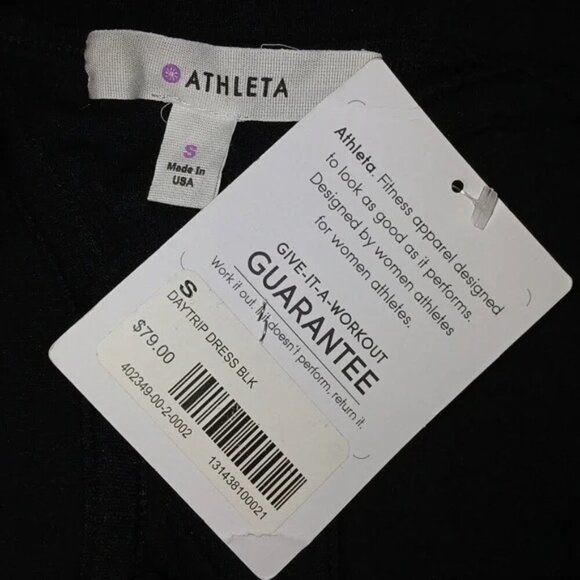 ATHLETA
S
Made In
USA
Athleta. Fitness apparel designed
to look as good as it performs.
Designed by women athletes
for women athletes.
GIVE-IT-A-WORKOUT
GUARANTEE
Work it out. If it doesn't perform, return it.
S
DAYTRIP DRESS BLK
$79.00
402349-00-2-0002
131438100021